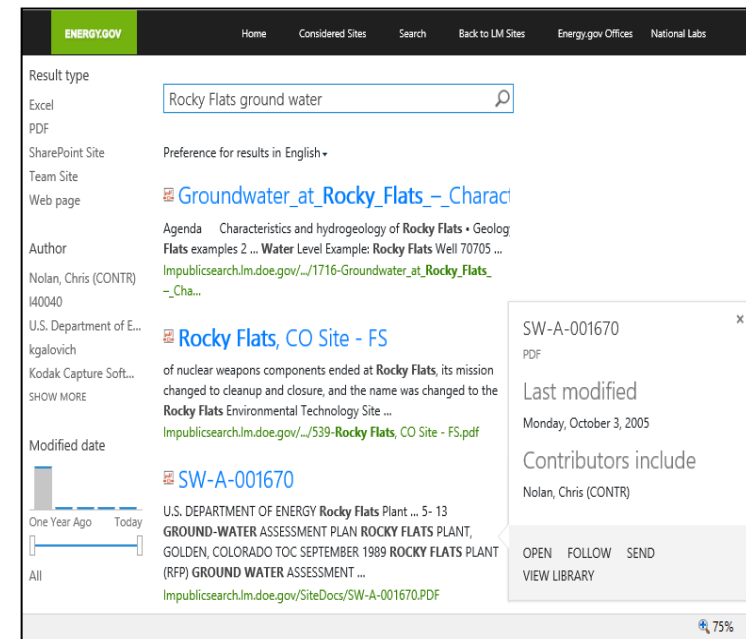 ENERGY.GOV
Home Considered Sites Search Back to LM Sites Energy.gov Offices National Labs
Result type
Excel
PDF
SharePoint Site
Team Site
Web page
Author
Nolan, Chris (CONTR)
I40040
U.S. Department of E...
kgalovich
Kodak Capture Soft...
SHOW MORE
Modified date
One Year Ago Today
All
Rocky Flats ground water
Preference for results in English
Groundwater_at_Rocky_Flats_–_Charact
Agenda Characteristics and hydrogeology of Rocky Flats • Geolog
Flats examples 2 ... Water Level Example: Rocky Flats Well 70705 ...
lmpublicsearch.lm.doe.gov/.../1716-Groundwater_at_Rocky_Flats_
–_Cha...
Rocky Flats, CO Site - FS
of nuclear weapons components ended at Rocky Flats, its mission
changed to cleanup and closure, and the name was changed to the
Rocky Flats Environmental Technology Site ...
lmpublicsearch.lm.doe.gov/.../539-Rocky Flats, CO Site - FS.pdf
SW-A-001670
U.S. DEPARTMENT OF ENERGY Rocky Flats Plant ... 5- 13
GROUND-WATER ASSESSMENT PLAN ROCKY FLATS PLANT,
GOLDEN, COLORADO TOC SEPTEMBER 1989 ROCKY FLATS PLANT
(RFP) GROUND WATER ASSESSMENT ...
lmpublicsearch.lm.doe.gov/SiteDocs/SW-A-001670.PDF
SW-A-001670
x
PDF
Last modified
Monday, October 3, 2005
Contributors include
Nolan, Chris (CONTR)
OPEN FOLLOW SEND
VIEW LIBRARY
75%